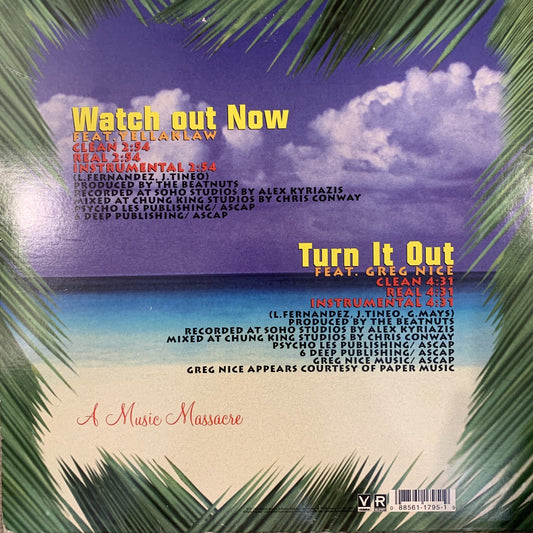 Watch out Now
FEAT. YELLAKLAW
CLEAN 2:54
REAL 2:54
INSTRUMENTAL 2:54
(L.FERNANDEZ, J.TINEO)
PRODUCED BY THE BEATNUTS
RECORDED AT SOHO STUDIOS BY ALEX KYRIAZIS
MIXED AT CHUNG KING STUDIOS BY CHRIS CONWAY
PSYCHO LES PUBLISHING/ ASCAP
6 DEEP PUBLISHING/ ASCAP
Turn It Out
FEAT. GREG NICE
CLEAN 4:31
REAL 4:31
INSTRUMENTAL 4:31
(L.FERNANDEZ, J.TINEO, G.MAYS)
PRODUCED BY THE BEATNUTS
RECORDED AT SOHO STUDIOS BY ALEX KYRIAZIS
MIXED AT CHUNG KING STUDIOS BY CHRIS CONWAY
PSYCHO LES PUBLISHING/ ASCAP
6 DEEP PUBLISHING/ ASCAP
GREG NICE MUSIC/ ASCAP
GREG NICE APPEARS COURTESY OF PAPER MUSIC
A Music Massacre
V R
0 88561-1795-1 9